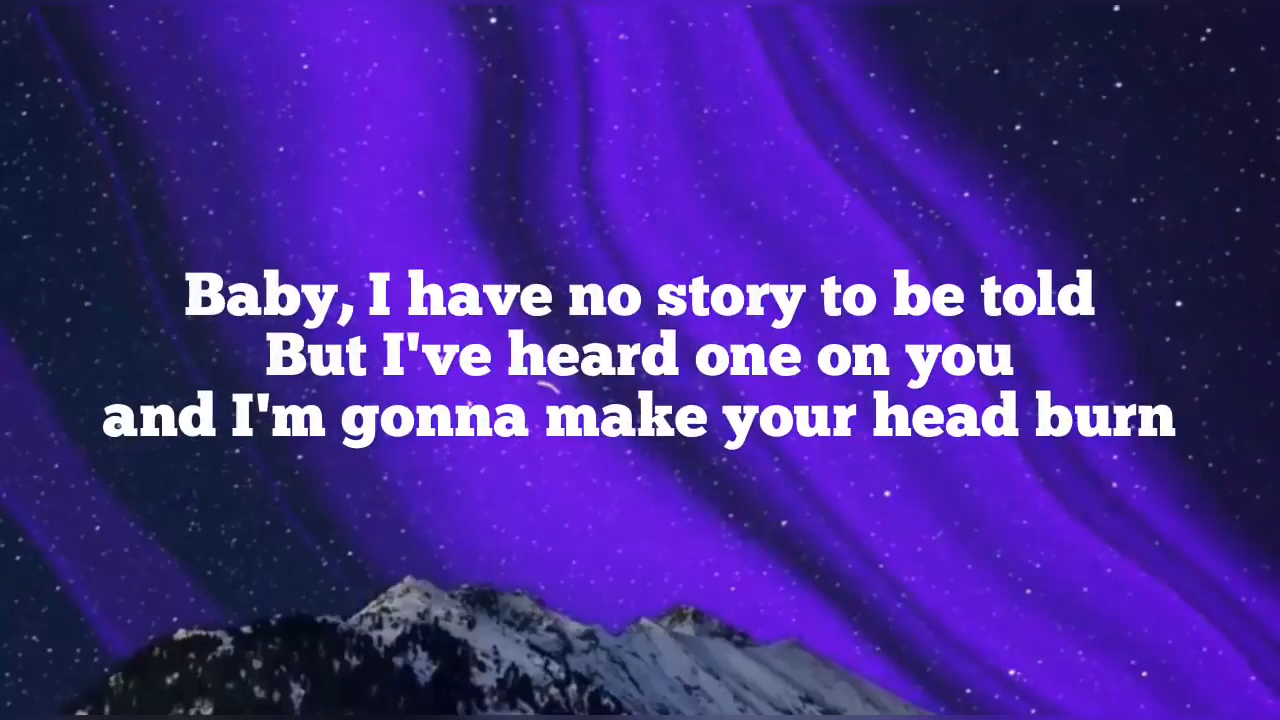 Baby, I have no story to be told
But I've heard one on you
and I'm gonna make your head burn